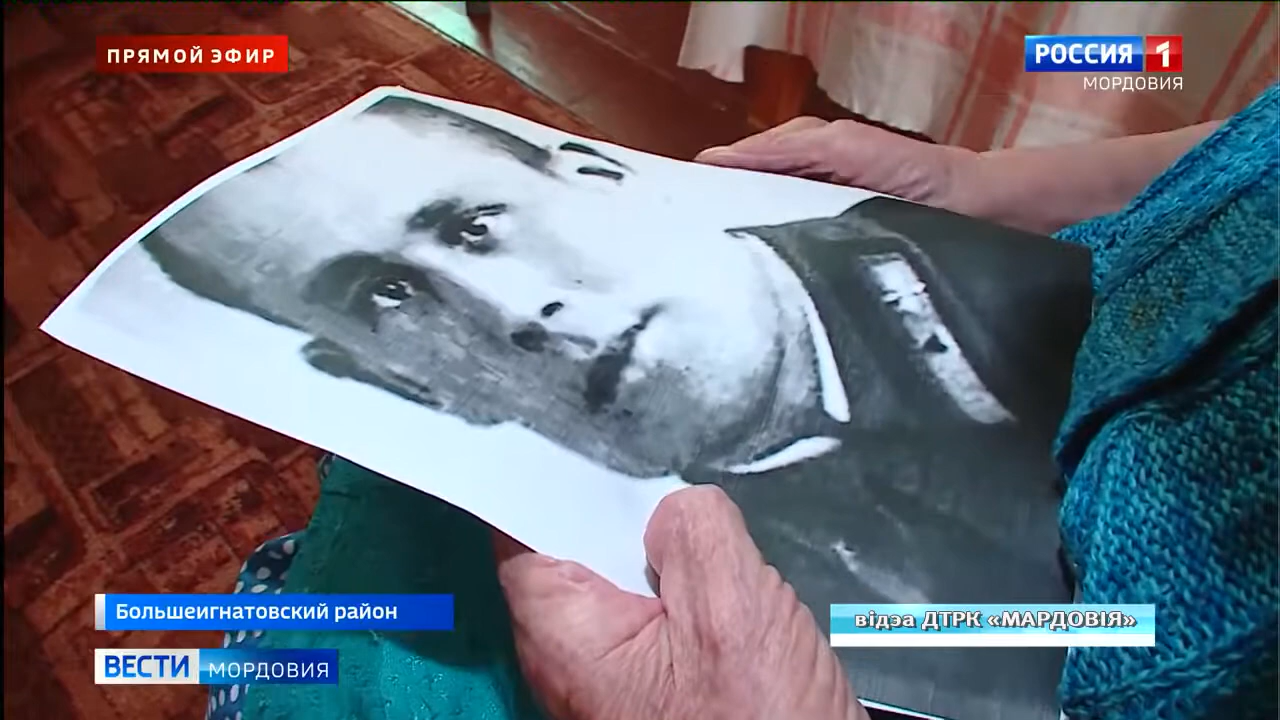 ПРЯМОЙ ЭФИР
РОССИЯ 1
МОРДОВИЯ
Большеигнатовский район
відэа ДТРК «МАРДОВІЯ»
ВЕСТИ МОРДОВИЯ